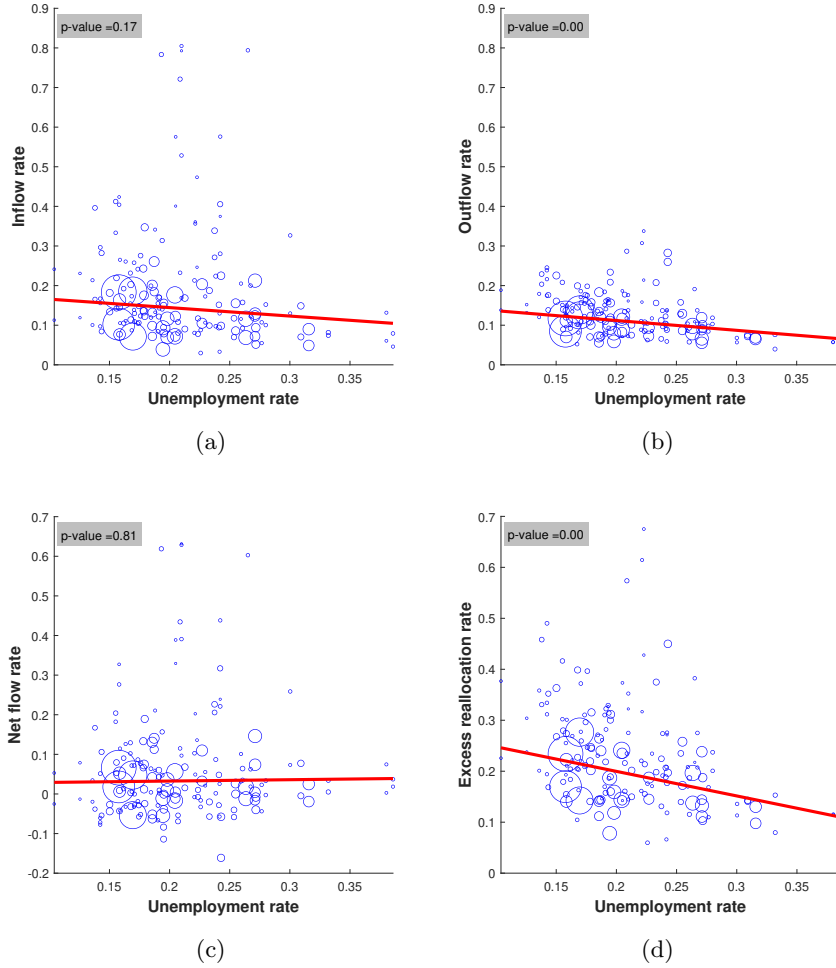 p-value =0.17
0.9
0.8
0.7
0.6
0.5
0.4
0.3
0.2
0.1
0
Inflow rate
0.15 0.2 0.25 0.3 0.35
Unemployment rate
(a)
p-value =0.00
0.9
0.8
0.7
0.6
0.5
0.4
0.3
0.2
0.1
0
Outflow rate
0.15 0.2 0.25 0.3 0.35
Unemployment rate
(b)
p-value =0.81
0.7
0.6
0.5
0.4
0.3
0.2
0.1
0
-0.1
-0.2
Net flow rate
0.15 0.2 0.25 0.3 0.35
Unemployment rate
(c)
p-value =0.00
0.7
0.6
0.5
0.4
0.3
0.2
0.1
0
Excess reallocation rate
0.15 0.2 0.25 0.3 0.35
Unemployment rate
(d)